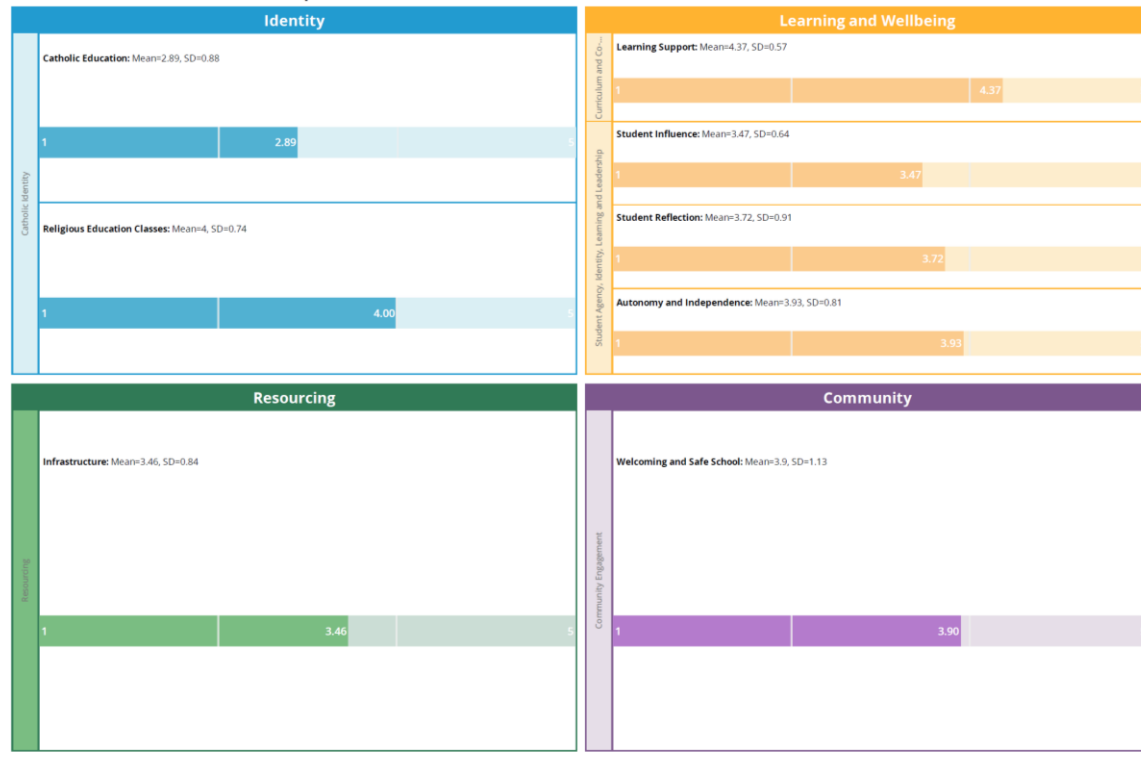 Identity
Catholic Identity
Catholic Education: Mean=2.89, SD=0.88
1 2.89 5
Religious Education Classes: Mean=4, SD=0.74
1 4.00 5
Learning and Wellbeing
Curriculum and Co-...
Learning Support: Mean=4.37, SD=0.57
1 4.37
Student Agency, Identity, Learning and Leadership
Student Influence: Mean=3.47, SD=0.64
1 3.47
Student Reflection: Mean=3.72, SD=0.91
1 3.72
Autonomy and Independence: Mean=3.93, SD=0.81
1 3.93
Resourcing
Resourcing
Infrastructure: Mean=3.46, SD=0.84
1 3.46 5
Community
Community Engagement
Welcoming and Safe School: Mean=3.9, SD=1.13
1 3.90